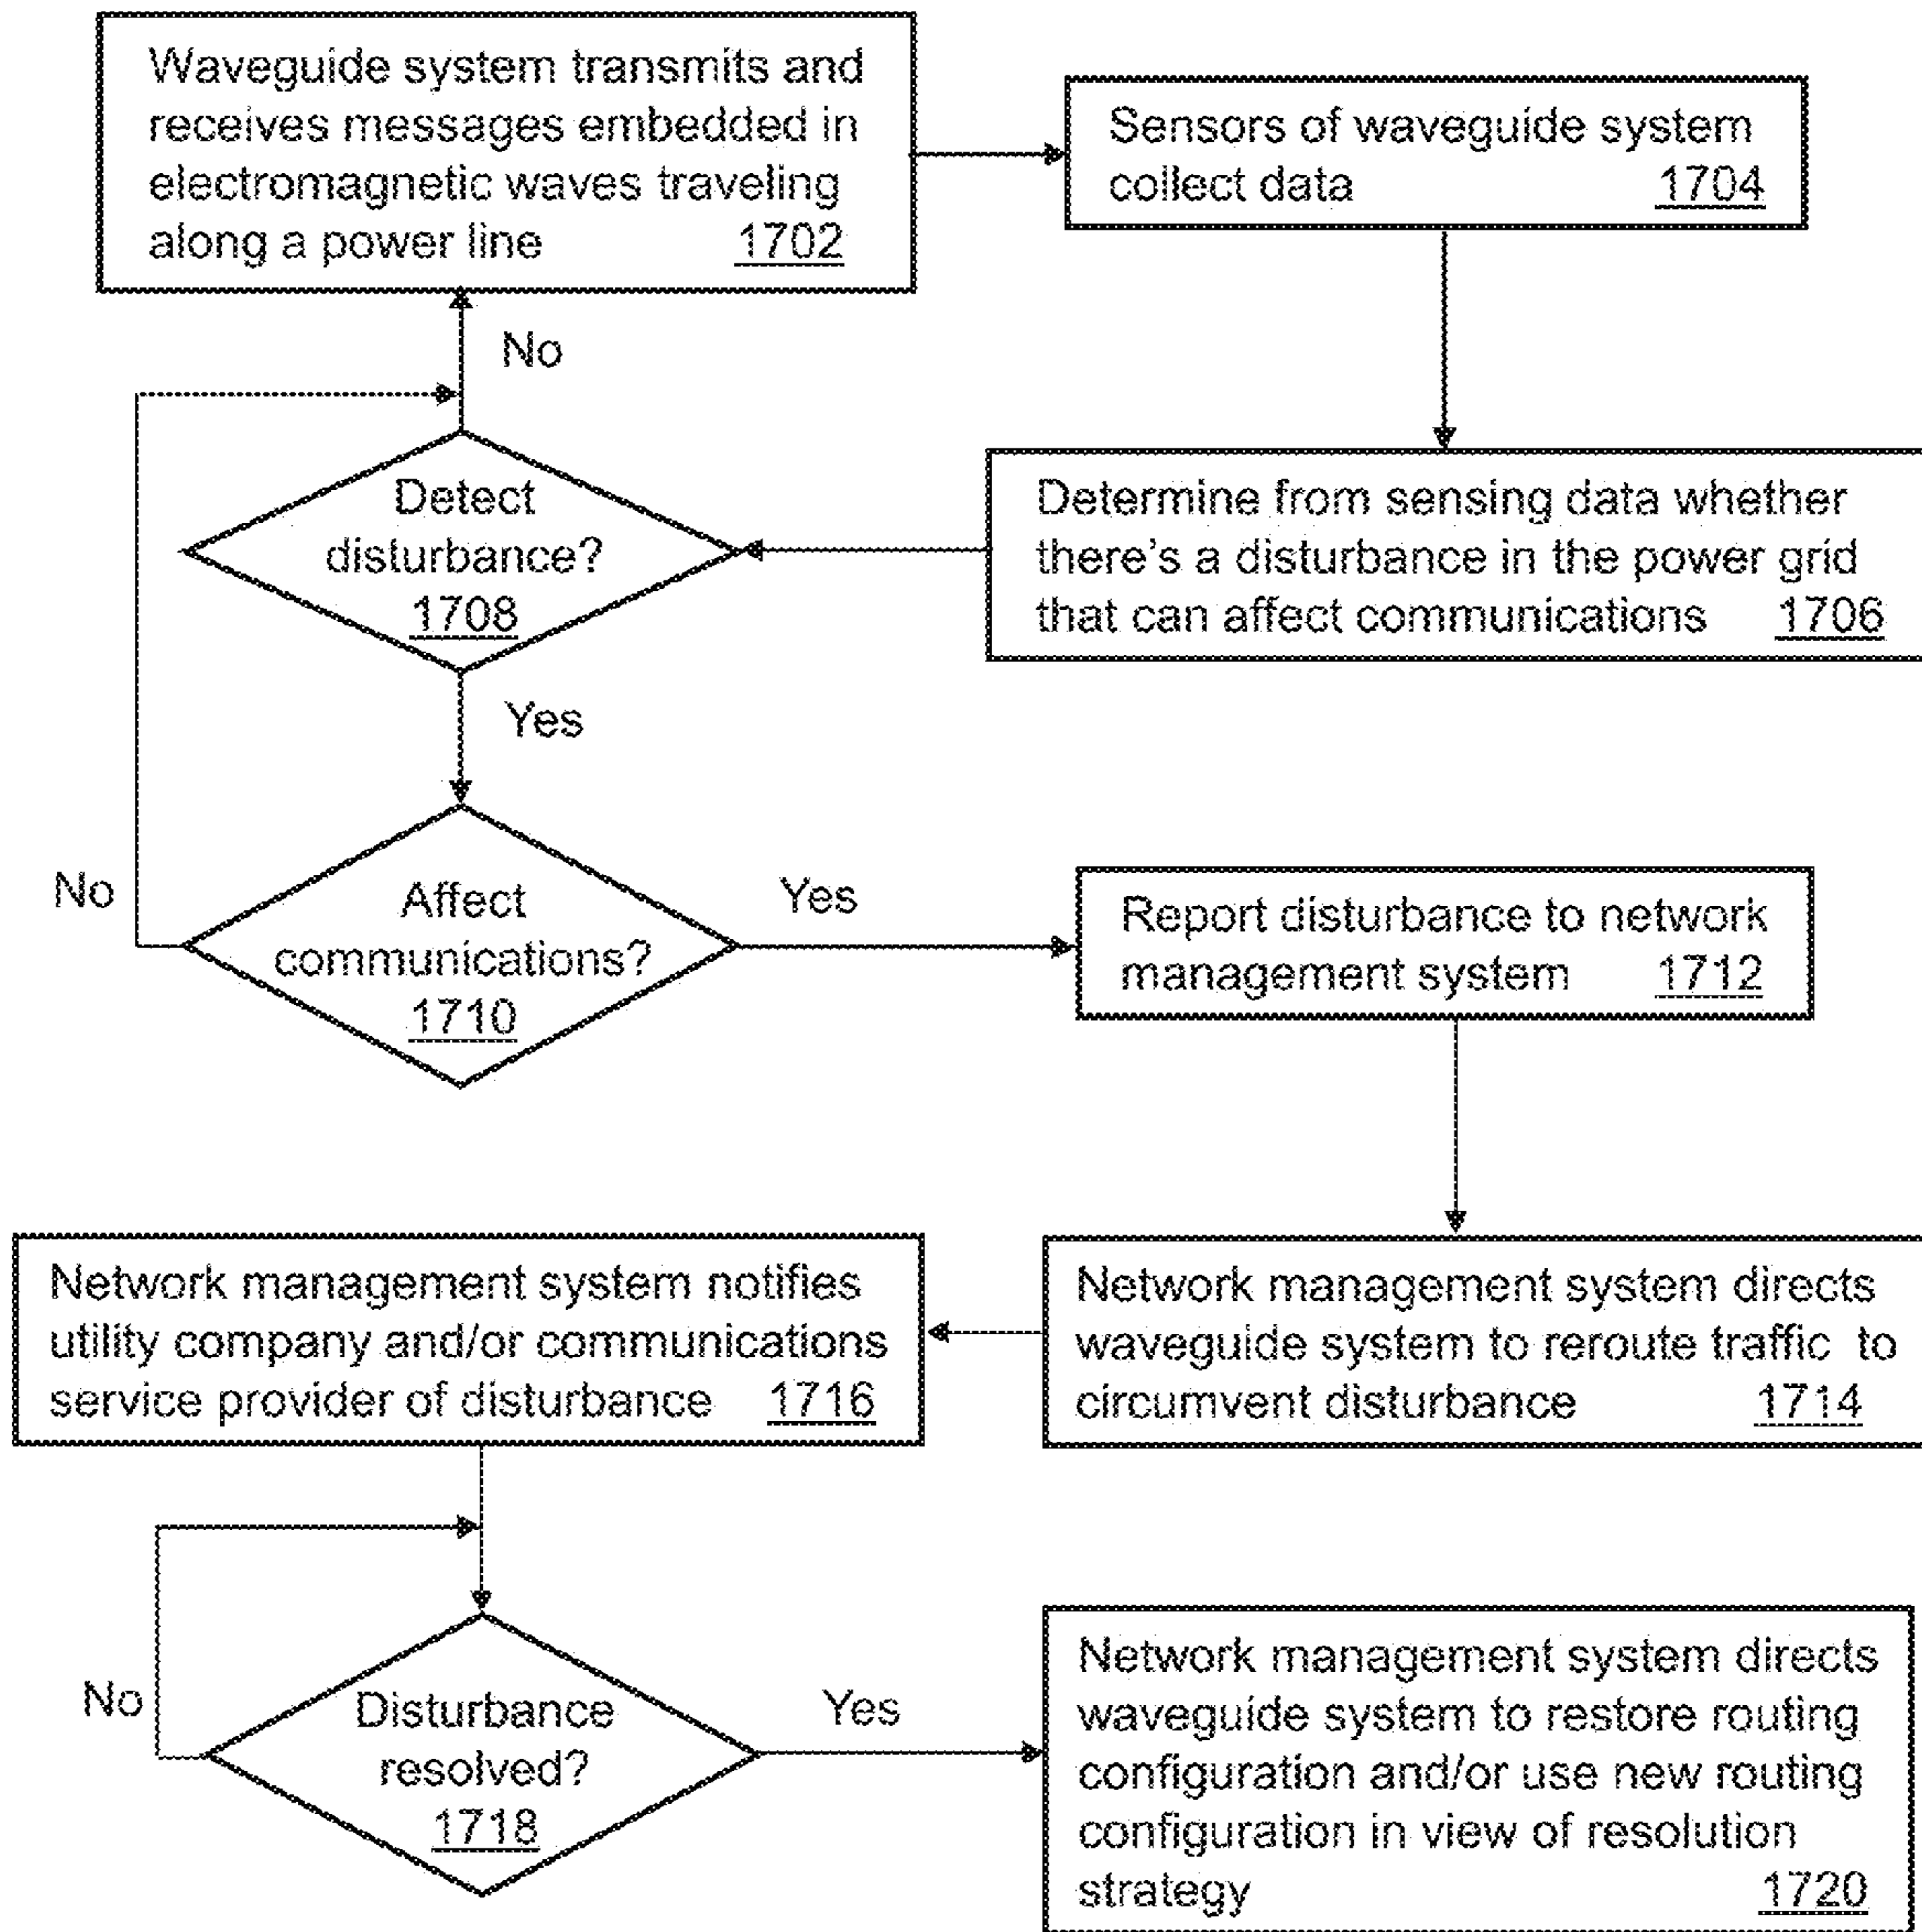 Waveguide system transmits and
receives messages embedded in
electromagnetic waves traveling
along a power line 1702
Sensors of waveguide system
collect data 1704
No
Detect
disturbance?
1708
Determine from sensing data whether
there's a disturbance in the power grid
that can affect communications 1706
Yes
No
Affect
communications?
1710
Yes
Report disturbance to network
management system 1712
Network management system notifies
utility company and/or communications
service provider of disturbance 1716
Network management system directs
waveguide system to reroute traffic to
circumvent disturbance 1714
No
Disturbance
resolved?
1718
Yes
Network management system directs
waveguide system to restore routing
configuration and/or use new routing
configuration in view of resolution
strategy 1720